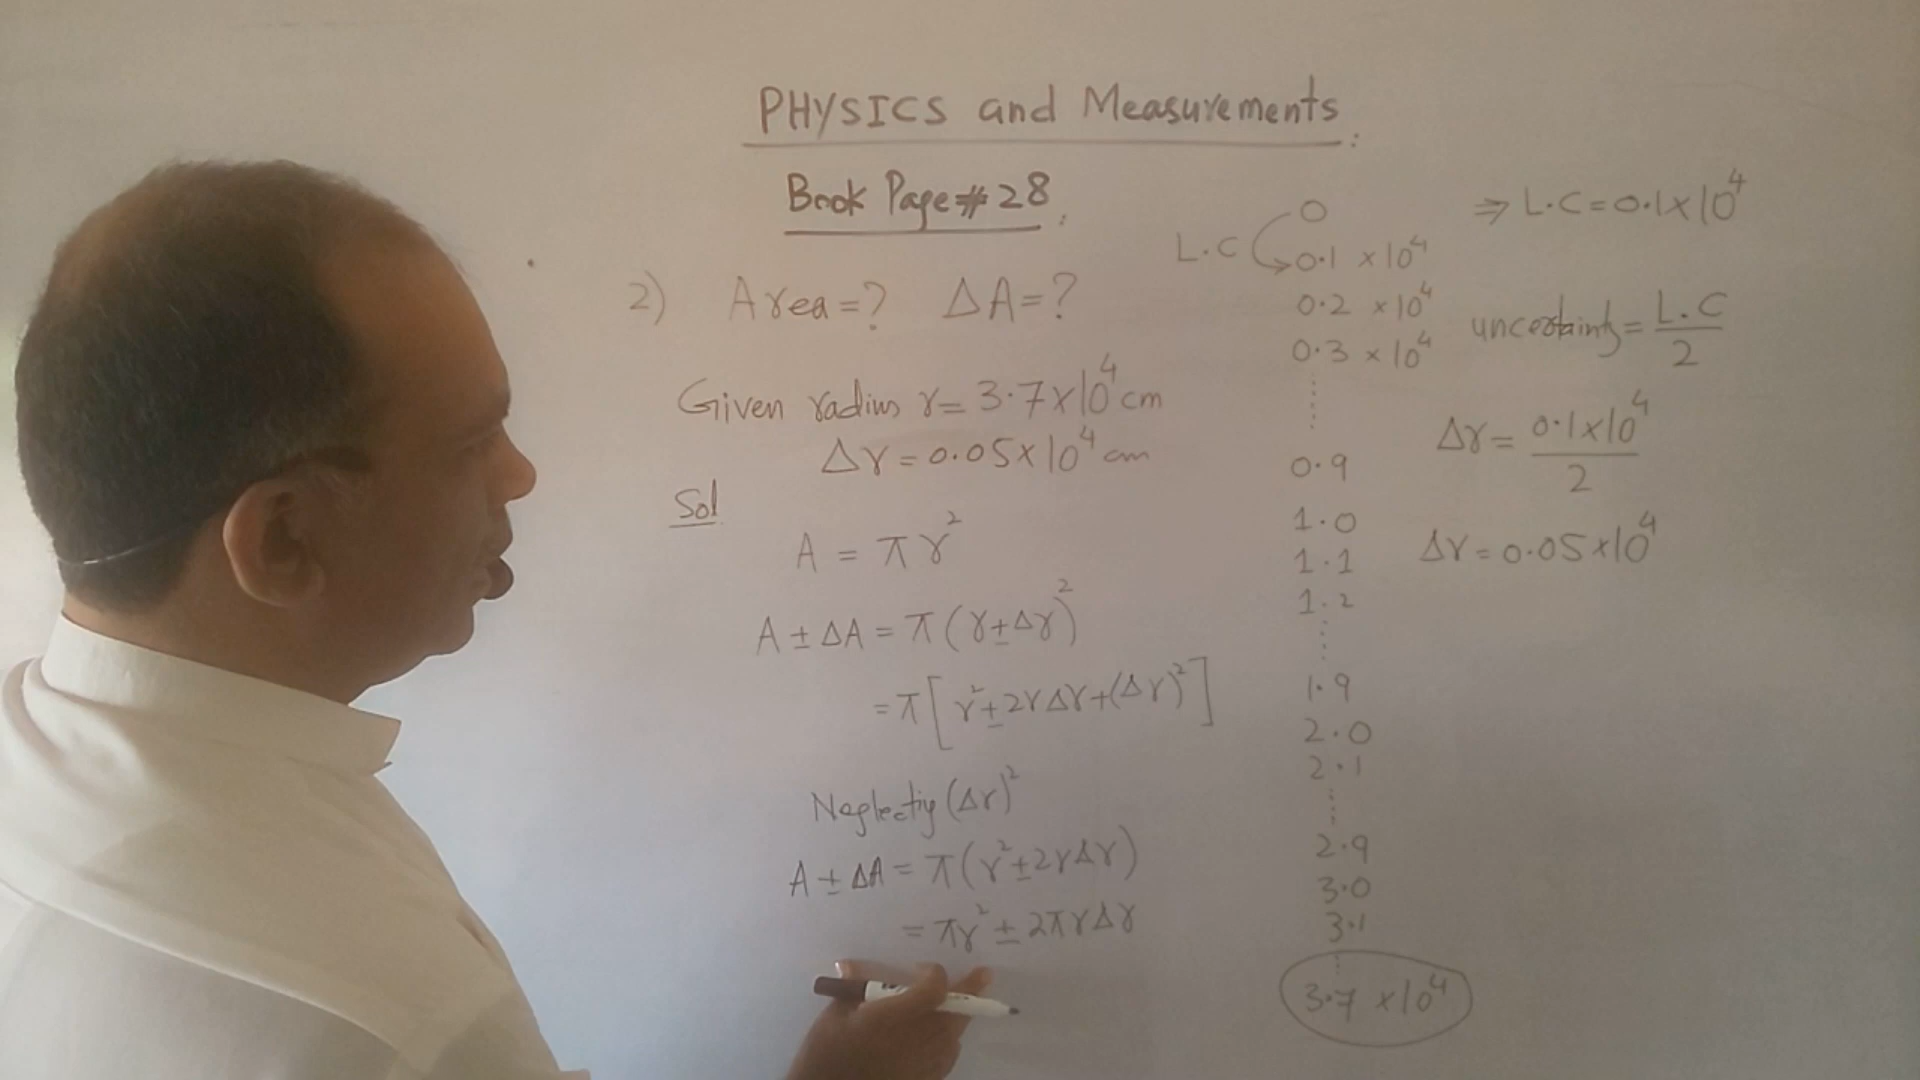 PHYSICS and Measurements
Book Page # 28
2) Area = ? ΔA = ?
Given radius r = 3.7 × 10⁴ cm
Δr = 0.05 × 10⁴ cm
Sol
A = πr²
A ± ΔA = π(r ± Δr)²
= π[r² ± 2rΔr + (Δr)²]
Neglectig (Δr)²
A ± ΔA = π(r² ± 2rΔr)
= πr² ± 2πrΔr
L.C
0
0.1 × 10⁴
0.2 × 10⁴
0.3 × 10⁴
0.9
1.0
1.1
1.2
1.9
2.0
2.1
2.9
3.0
3.1
3.7 × 10⁴
⇒ L.C = 0.1 × 10⁴
uncertainty = L.C / 2
Δr = 0.1 × 10⁴ / 2
Δr = 0.05 × 10⁴